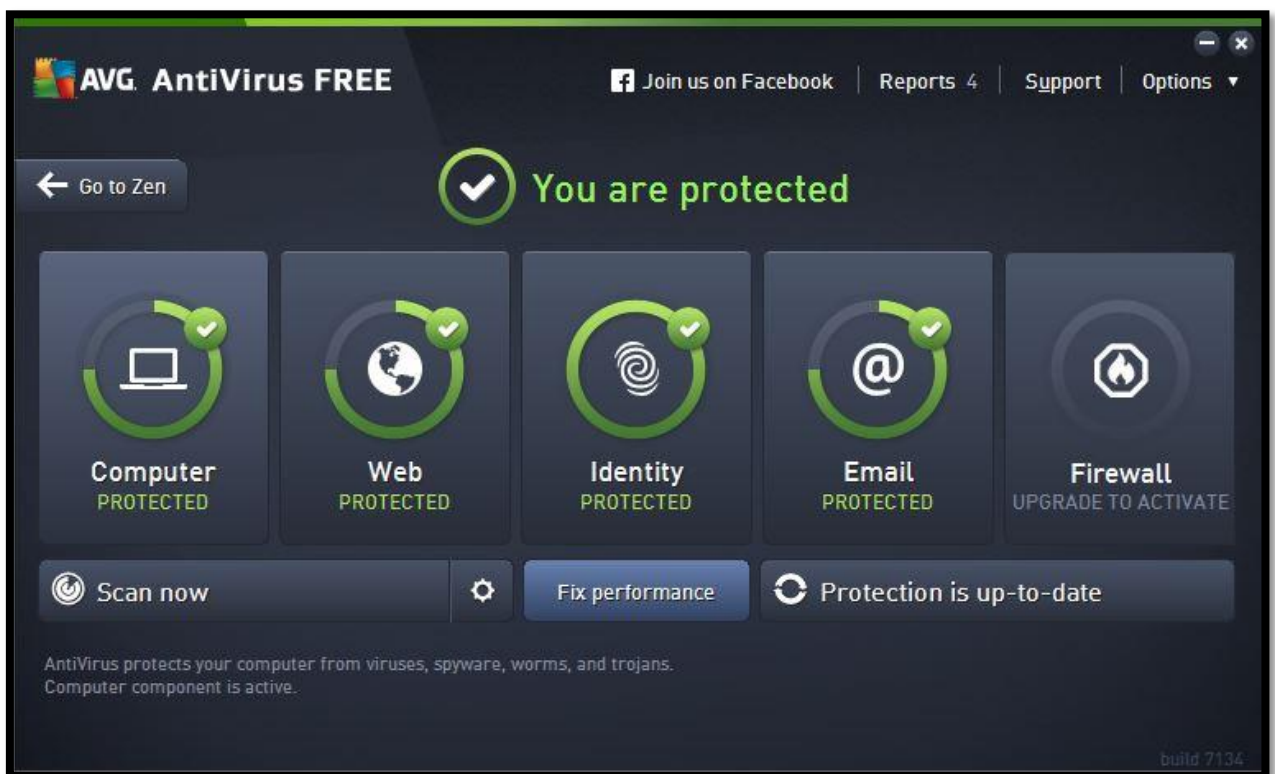 AVG. AntiVirus FREE
Join us on Facebook
Reports 4
Support
Options
Go to Zen
You are protected
Computer
PROTECTED
Web
PROTECTED
Identity
PROTECTED
Email
PROTECTED
Firewall
UPGRADE TO ACTIVATE
Scan now
Fix performance
Protection is up-to-date
AntiVirus protects your computer from viruses, spyware, worms, and trojans.
Computer component is active.
build 7134